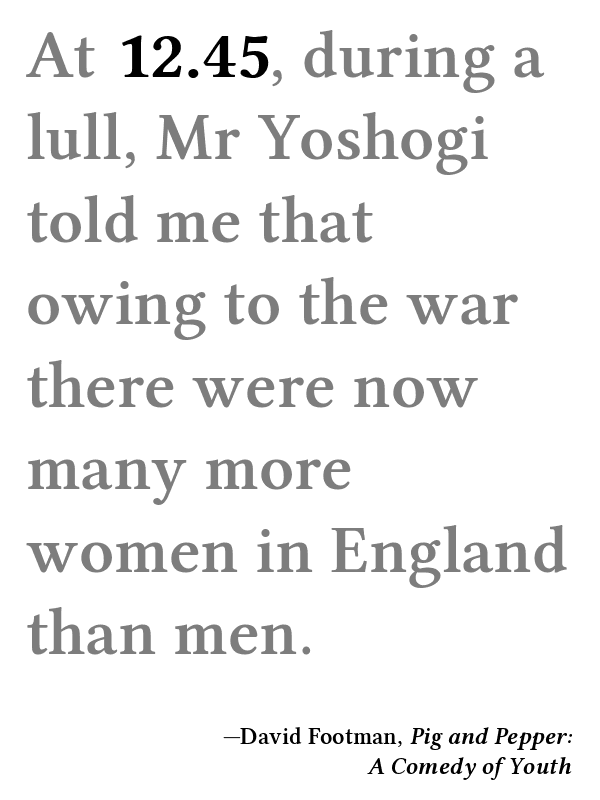 At 12.45, during a
lull, Mr Yoshogi
told me that
owing to the war
there were now
many more
women in England
than men.
—David Footman, Pig and Pepper:
A Comedy of Youth